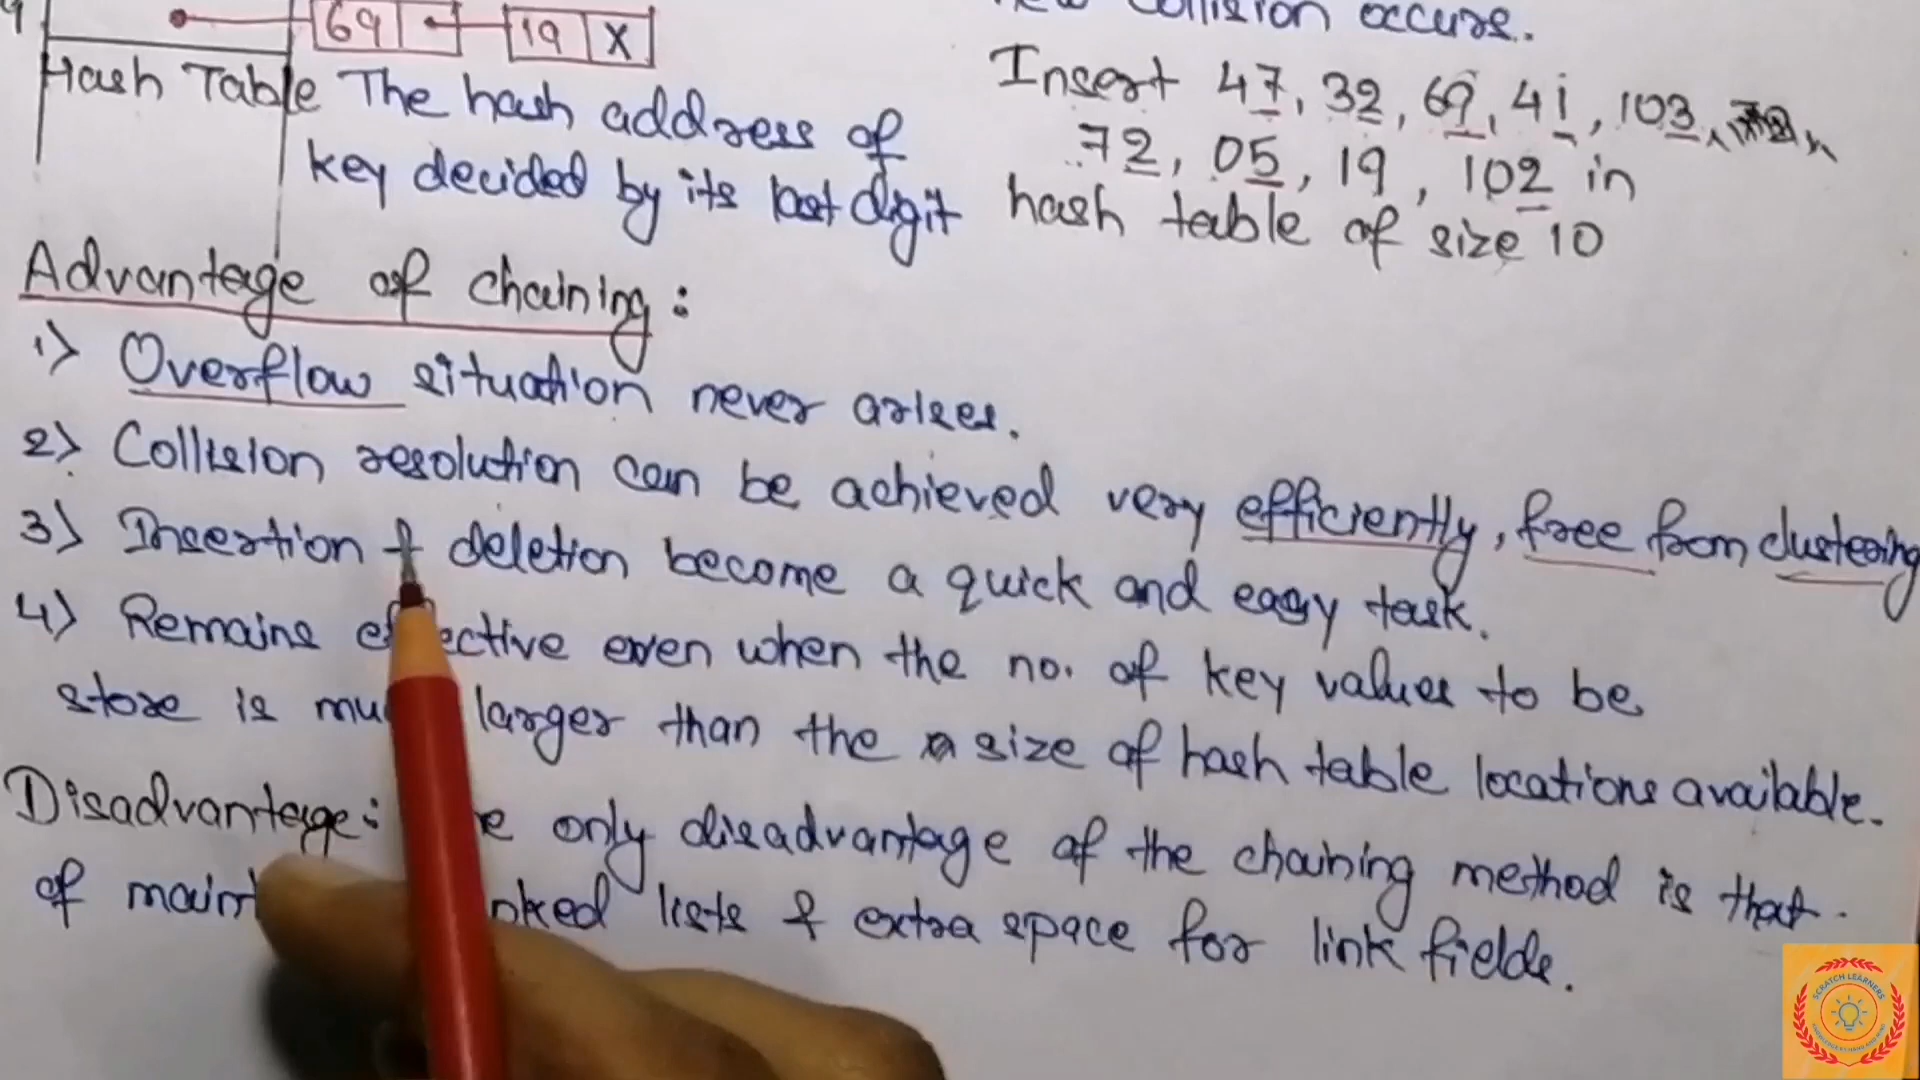 9
69 19 X
collision occurs.
Hash Table The hash address of
key decided by its last digit
Insert 47, 32, 69, 41, 103,
72, 05, 19, 102 in
hash table of size 10
Advantage of chaining:
1) Overflow situation never arises.
2) Collision resolution can be achieved very efficiently, free from clustering
3) Insertion & deletion become a quick and easy task.
4) Remains effective even when the no. of key values to be
store is much larger than the size of hash table locations available.
Disadvantage: only disadvantage of the chaining method is that
of lists & extra space for link fields.
SCRATCH LEARNERS